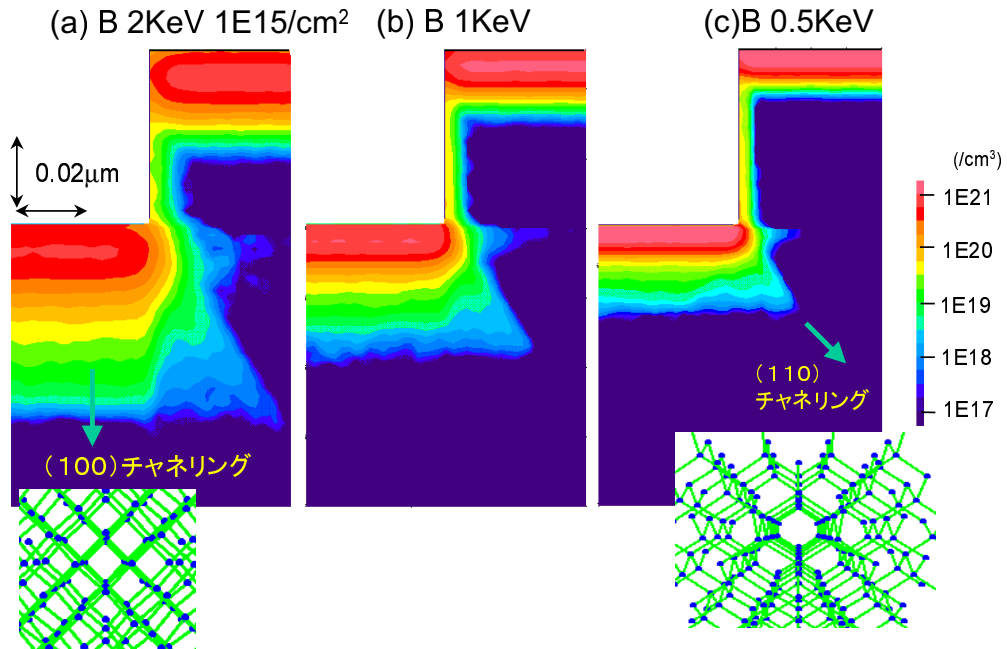 (a) B 2KeV 1E15/cm²
(b) B 1KeV
(c)B 0.5KeV
0.02μm
(/cm³)
1E21
1E20
1E19
1E18
1E17
(100)チャネリング
(110)
チャネリング